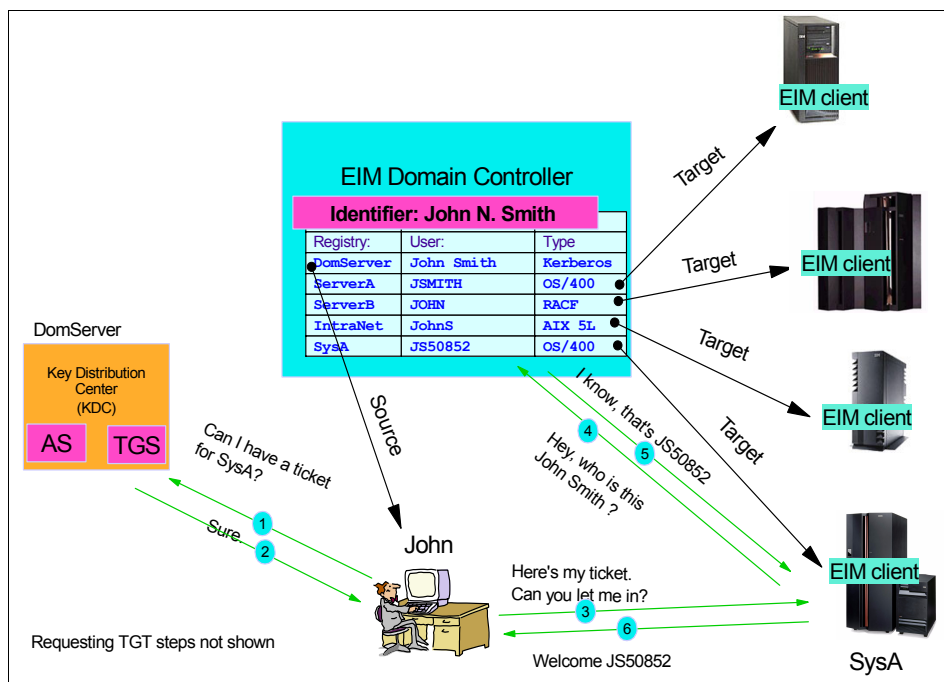 EIM client
EIM Domain Controller
Identifier: John N. Smith
Registry: User: Type
DomServer John Smith Kerberos
ServerA JSMITH OS/400
ServerB JOHN RACF
IntraNet JohnS AIX 5L
SysA JS50852 OS/400
Target
Target
EIM client
Target
EIM client
Target
EIM client
SysA
DomServer
Key Distribution
Center
(KDC)
AS TGS
Source
Can I have a ticket
for SysA?
1
Sure.
2
John
I know, that's JS50852
4
5
Hey, who is this
John Smith ?
Here's my ticket.
Can you let me in?
3
6
Welcome JS50852
Requesting TGT steps not shown